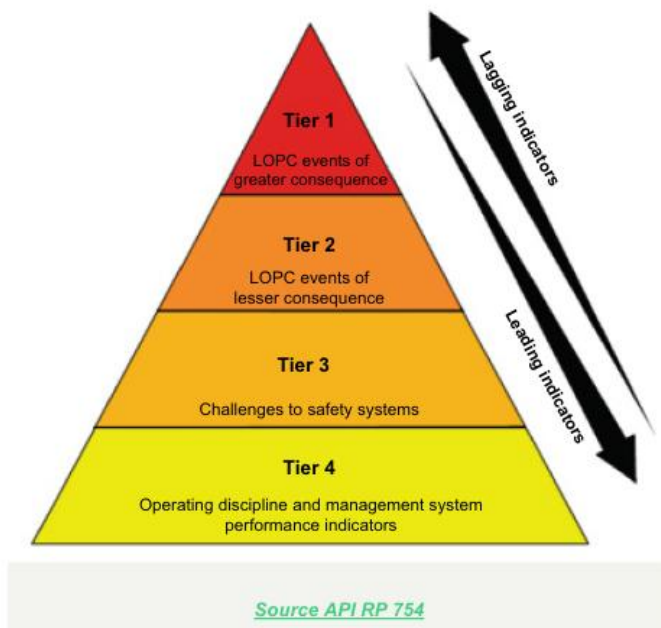 Tier 1
LOPC events of
greater consequence
Tier 2
LOPC events of
lesser consequence
Tier 3
Challenges to safety systems
Tier 4
Operating discipline and management system
performance indicators
Lagging indicators
Leading indicators
Source API RP 754